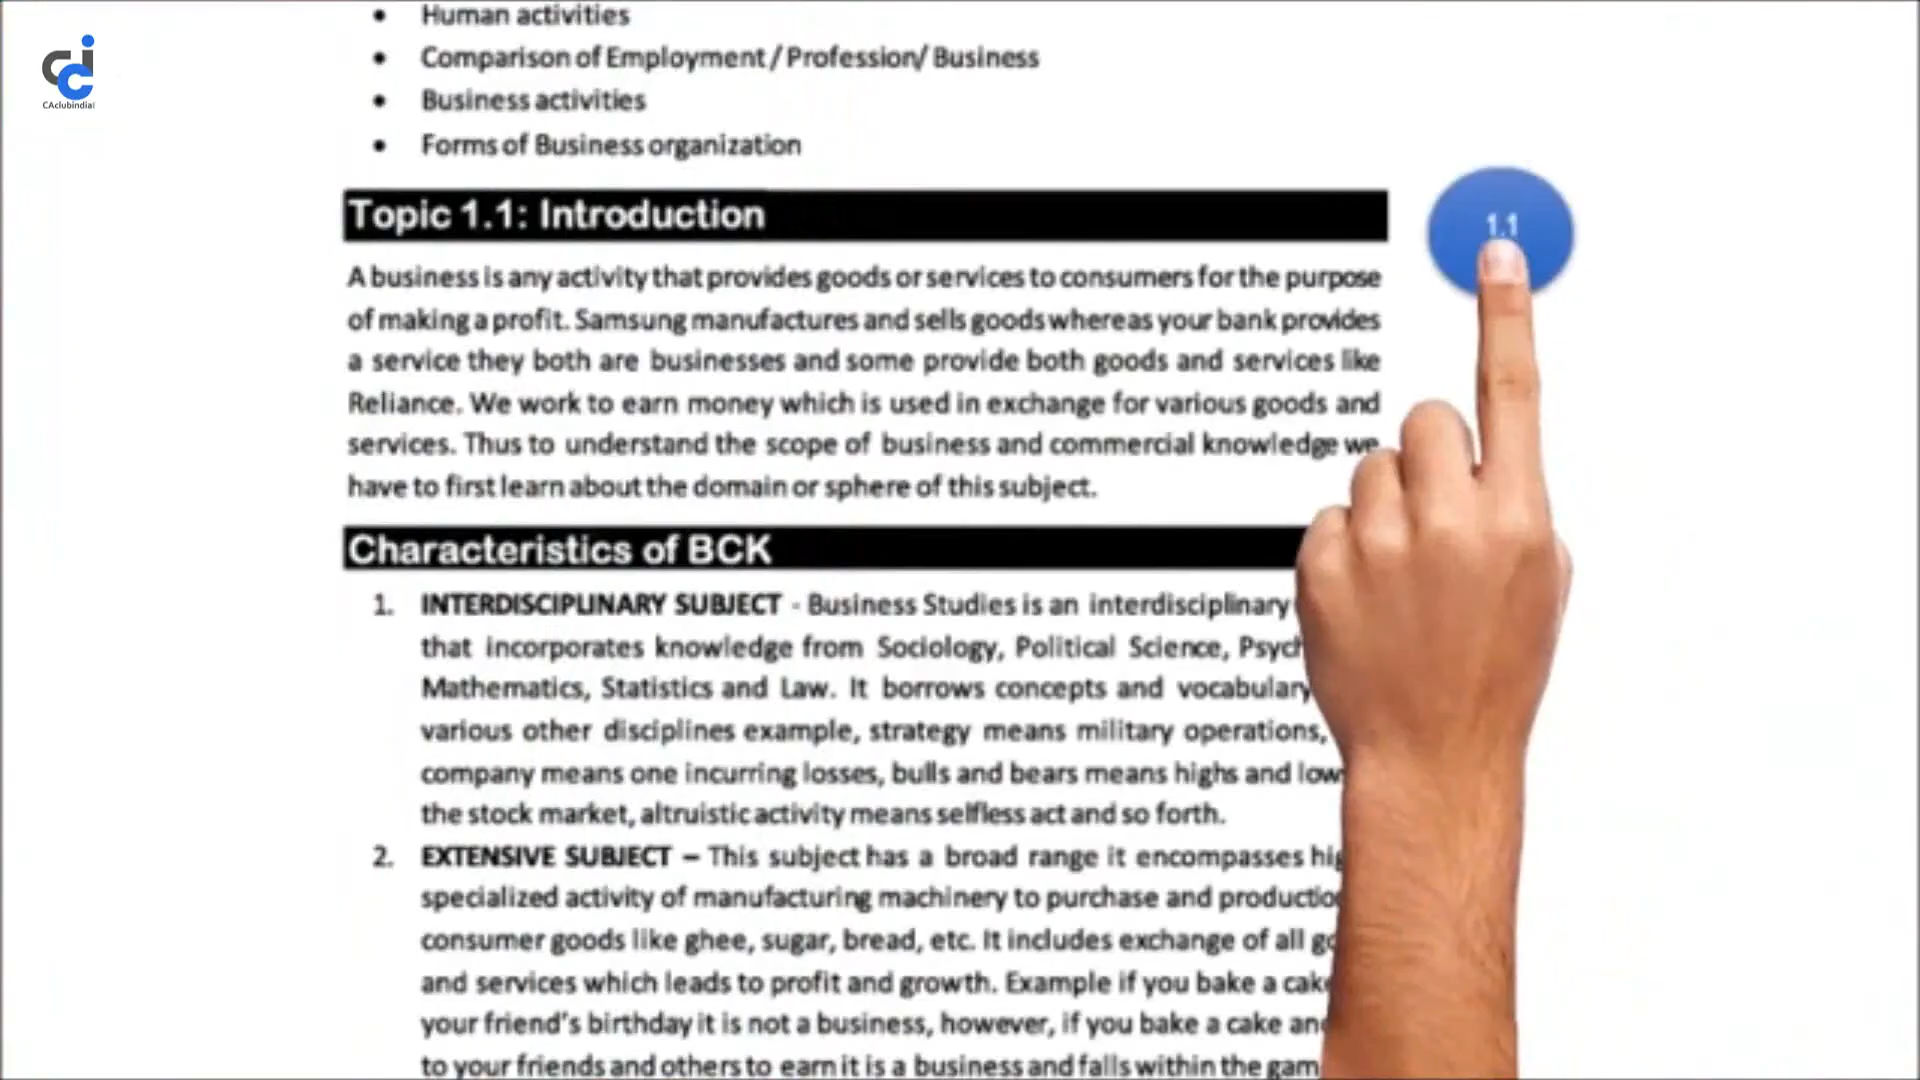 CAclubindia
• Human activities
• Comparison of Employment / Profession/ Business
• Business activities
• Forms of Business organization
Topic 1.1: Introduction
1.1
A business is any activity that provides goods or services to consumers for the purpose
of making a profit. Samsung manufactures and sells goods whereas your bank provides
a service they both are businesses and some provide both goods and services like
Reliance. We work to earn money which is used in exchange for various goods and
services. Thus to understand the scope of business and commercial knowledge we
have to first learn about the domain or sphere of this subject.
Characteristics of BCK
1. INTERDISCIPLINARY SUBJECT - Business Studies is an interdisciplinary
that incorporates knowledge from Sociology, Political Science,
Mathematics, Statistics and Law. It borrows concepts and vocabulary
various other disciplines example, strategy means military operations,
company means one incurring losses, bulls and bears means highs and
the stock market, altruistic activity means selfless act and so forth.
2. EXTENSIVE SUBJECT – This subject has a broad range it encompasses
specialized activity of manufacturing machinery to purchase and
consumer goods like ghee, sugar, bread, etc. It includes exchange of all
and services which leads to profit and growth. Example if you bake a
your friend's birthday it is not a business, however, if you bake a cake
to your friends and others to earn it is a business and falls within the